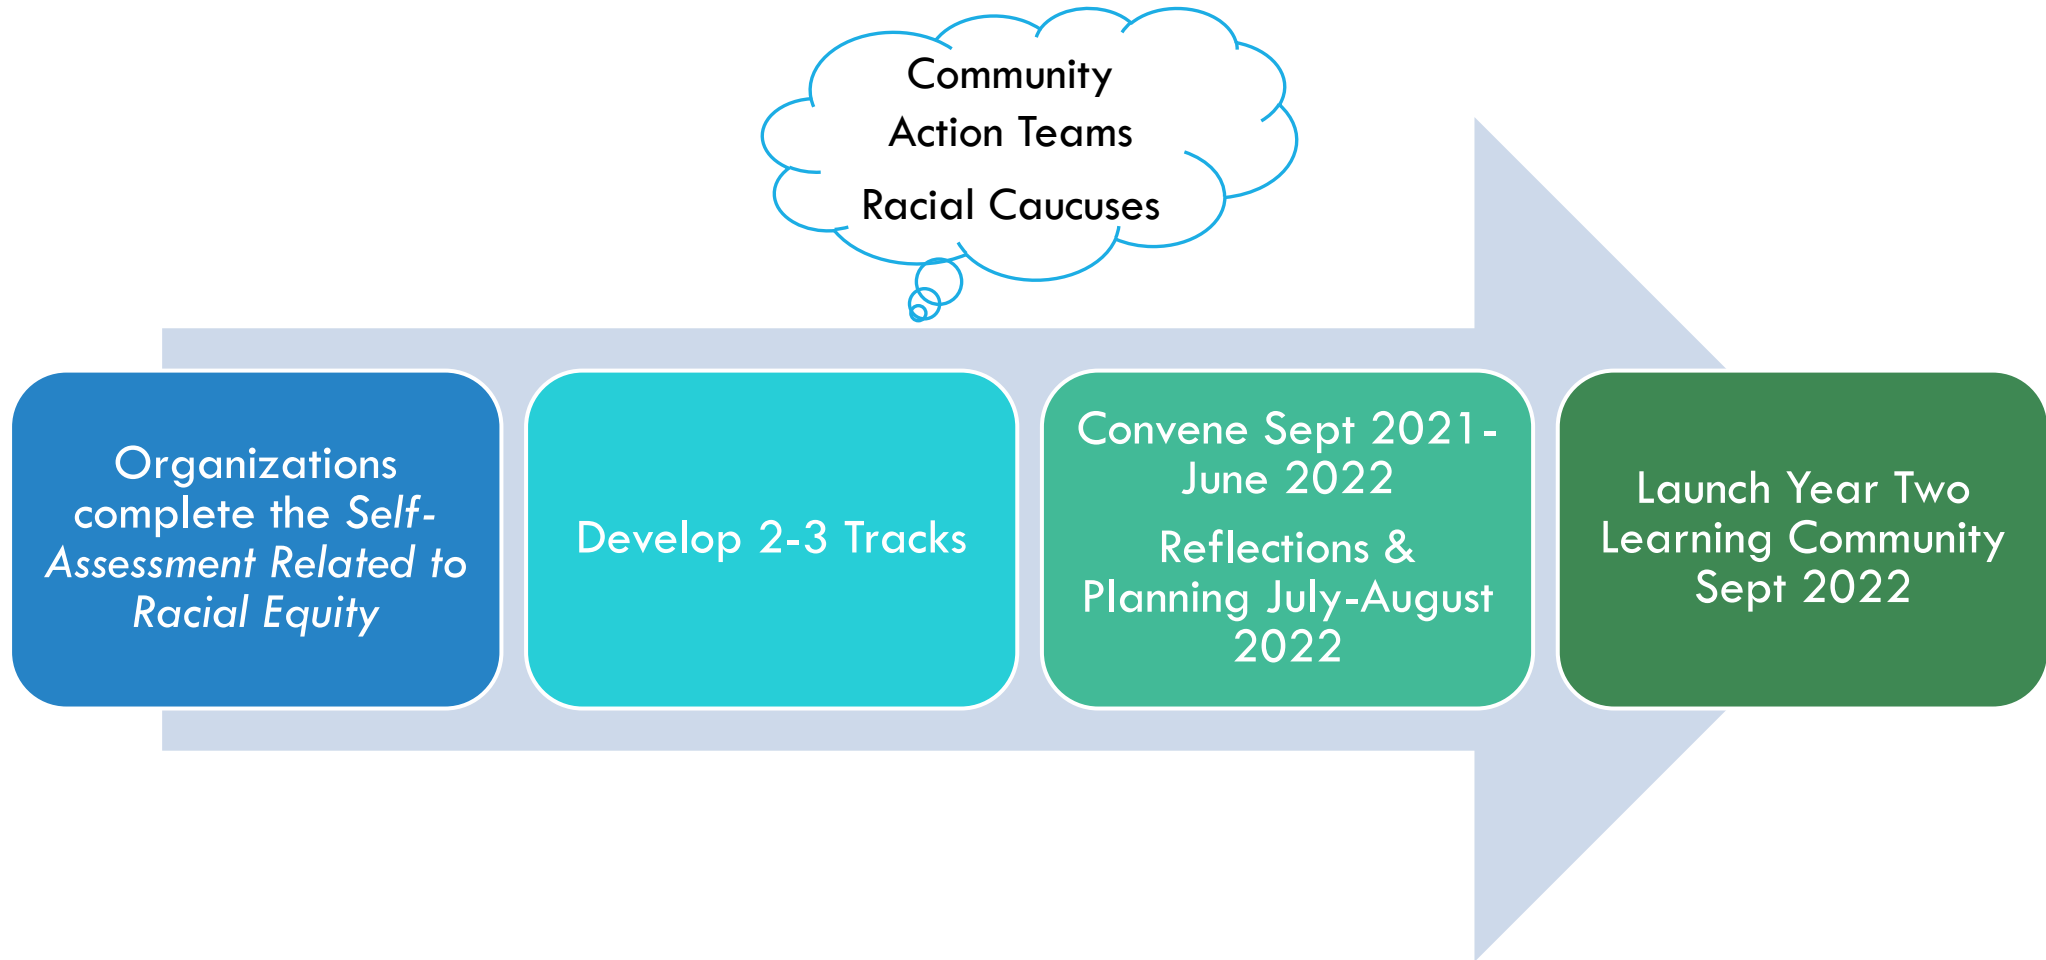 Community
Action Teams
Racial Caucuses
Organizations
complete the Self-
Assessment Related to
Racial Equity
Develop 2-3 Tracks
Convene Sept 2021-
June 2022
Reflections &
Planning July-August
2022
Launch Year Two
Learning Community
Sept 2022